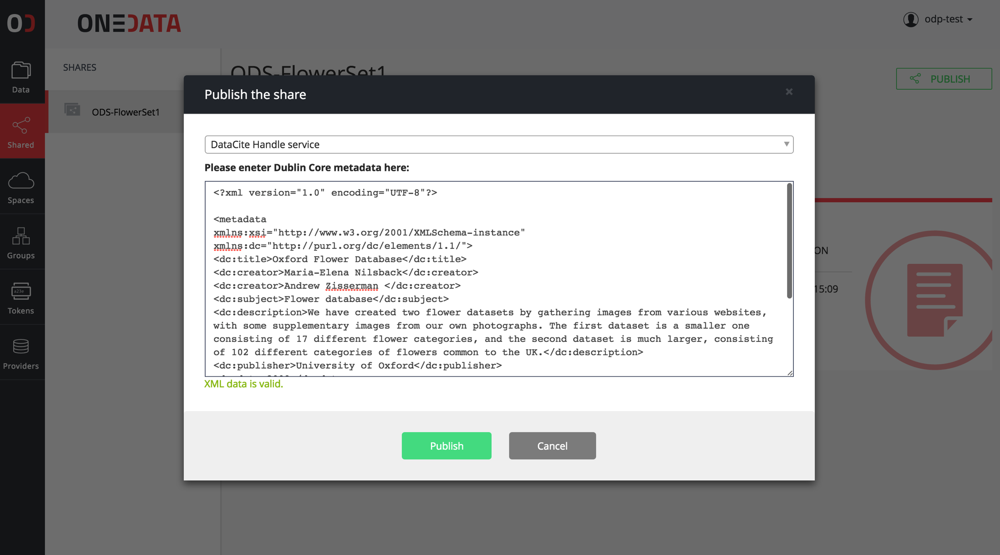 OD
ONEDATA
odp-test
Data
Shared
Spaces
Groups
a23e
Tokens
Providers
SHARES
ODS-FlowerSet1
ODS-FlowerSet1
PUBLISH
Publish the share
×
DataCite Handle service
Please eneter Dublin Core metadata here:
<?xml version="1.0" encoding="UTF-8"?>
<metadata
xmlns:xsi="http://www.w3.org/2001/XMLSchema-instance"
xmlns:dc="http://purl.org/dc/elements/1.1/">
<dc:title>Oxford Flower Database</dc:title>
<dc:creator>Maria-Elena Nilsback</dc:creator>
<dc:creator>Andrew Zisserman </dc:creator>
<dc:subject>Flower database</dc:subject>
<dc:description>We have created two flower datasets by gathering images from various websites,
with some supplementary images from our own photographs. The first dataset is a smaller one
consisting of 17 different flower categories, and the second dataset is much larger, consisting
of 102 different categories of flowers common to the UK.</dc:description>
<dc:publisher>University of Oxford</dc:publisher>
XML data is valid.
Publish
Cancel
ON
15:09